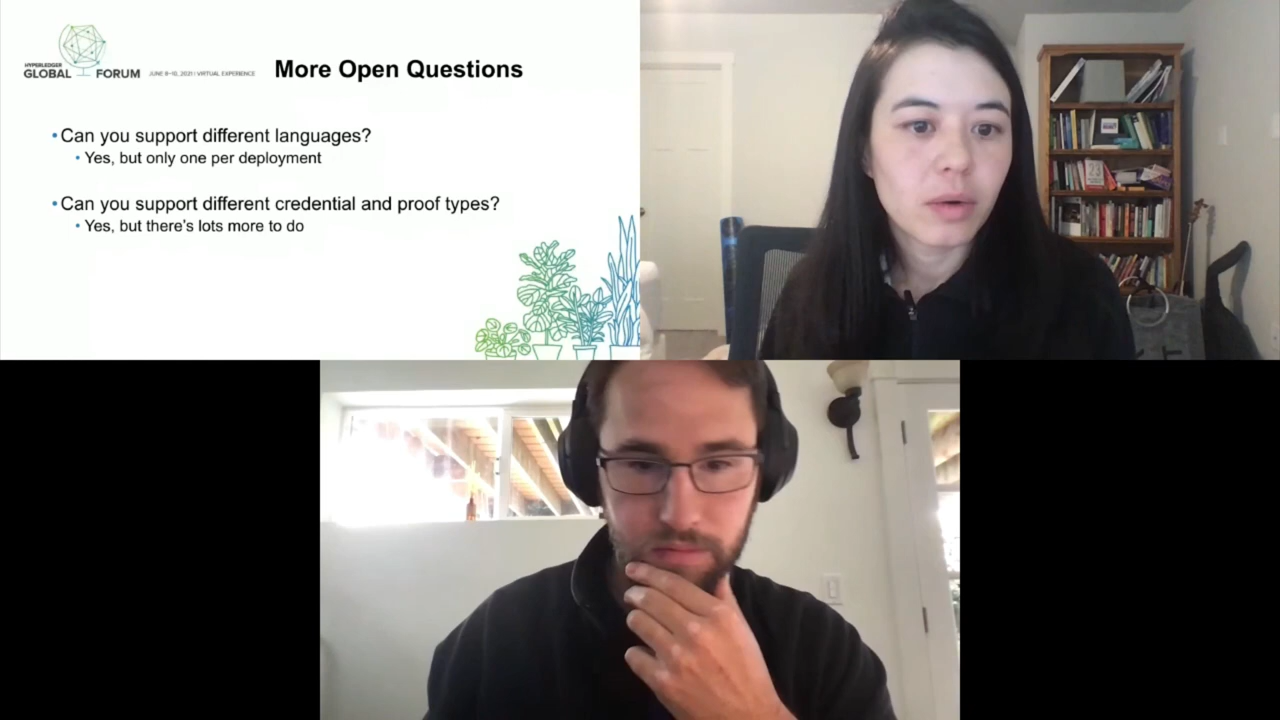 HYPERLEDGER
GLOBAL FORUM JUNE 8-10, 2021 | VIRTUAL EXPERIENCE
More Open Questions
Can you support different languages?
Yes, but only one per deployment
Can you support different credential and proof types?
Yes, but there's lots more to do
23